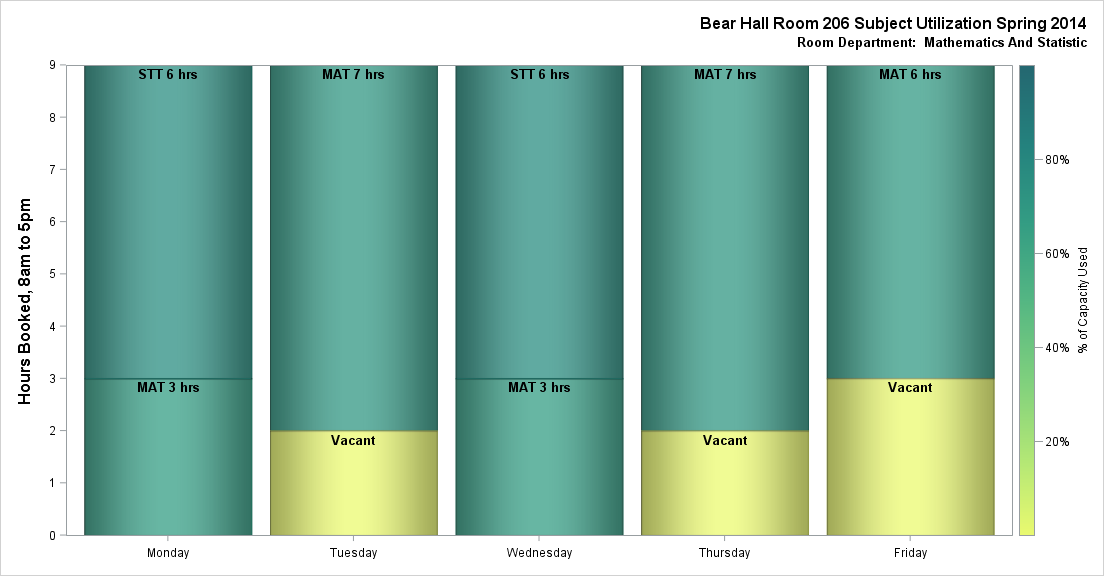 Bear Hall Room 206 Subject Utilization Spring 2014
Room Department:  Mathematics And Statistic
Hours Booked, 8am to 5pm
9
8
7
6
5
4
3
2
1
0
STT 6 hrs
MAT 3 hrs
MAT 7 hrs
Vacant
STT 6 hrs
MAT 3 hrs
MAT 7 hrs
Vacant
MAT 6 hrs
Vacant
Monday
Tuesday
Wednesday
Thursday
Friday
80%
60%
40%
20%
% of Capacity Used